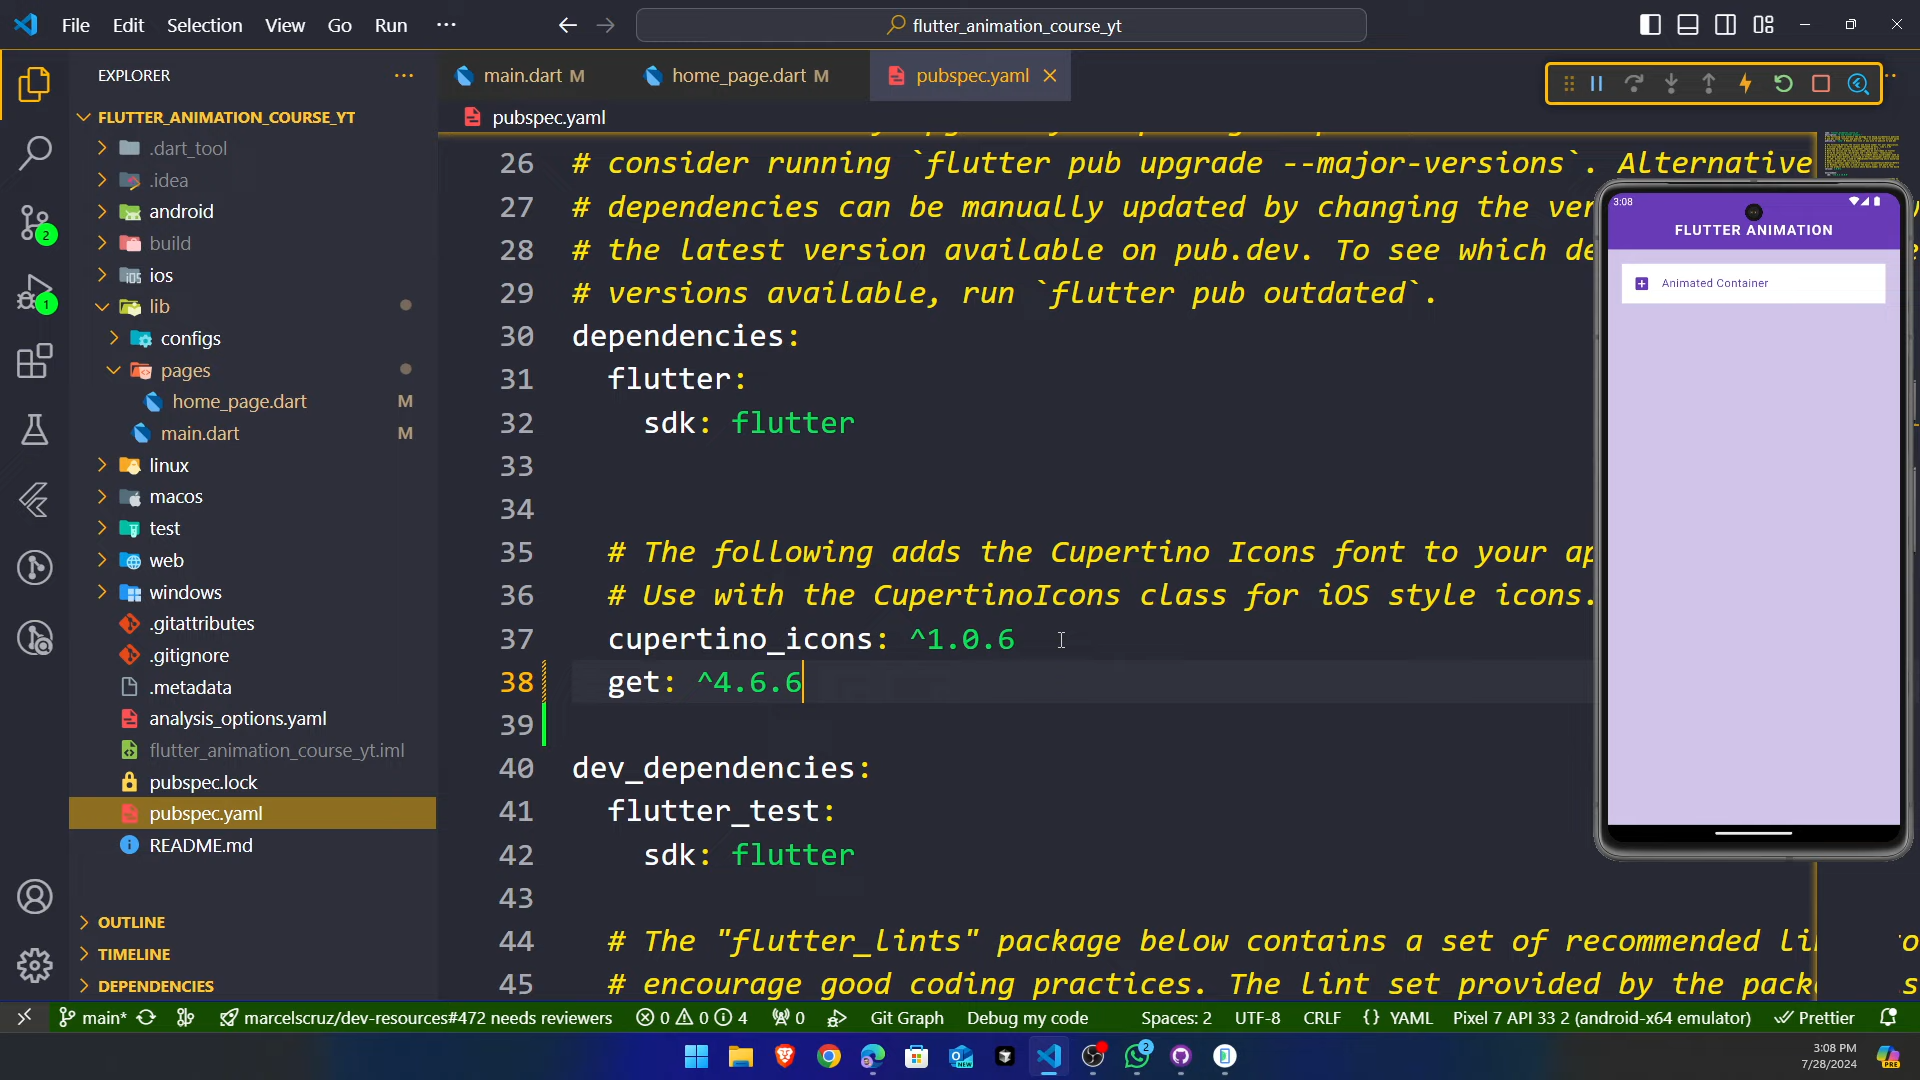 File Edit Selection View Go Run ···
flutter_animation_course_yt
EXPLORER
main.dart M
home_page.dart M
pubspec.yaml
pubspec.yaml
FLUTTER_ANIMATION_COURSE_YT
.dart_tool
.idea
android
build
ios
lib
configs
pages
home_page.dart M
main.dart M
linux
macos
test
web
windows
.gitattributes
.gitignore
.metadata
analysis_options.yaml
flutter_animation_course_yt.iml
pubspec.lock
pubspec.yaml
README.md
OUTLINE
TIMELINE
DEPENDENCIES
2
1
26 # consider running `flutter pub upgrade --major-versions`. Alternative
27 # dependencies can be manually updated by changing the ver
28 # the latest version available on pub.dev. To see which de
29 # versions available, run `flutter pub outdated`.
30 dependencies:
31 flutter:
32 sdk: flutter
33
34
35 # The following adds the Cupertino Icons font to your ap
36 # Use with the CupertinoIcons class for iOS style icons.
37 cupertino_icons: ^1.0.6
38 get: ^4.6.6
39
40 dev_dependencies:
41 flutter_test:
42 sdk: flutter
43
44 # The "flutter_lints" package below contains a set of recommended li
45 # encourage good coding practices. The lint set provided by the pack
3:08
FLUTTER ANIMATION
Animated Container
main* marcelscruz/dev-resources#472 needs reviewers 0 0 4 0 Git Graph Debug my code Spaces: 2 UTF-8 CRLF {} YAML Pixel 7 API 33 2 (android-x64 emulator) Prettier
2
3:08 PM
7/28/2024